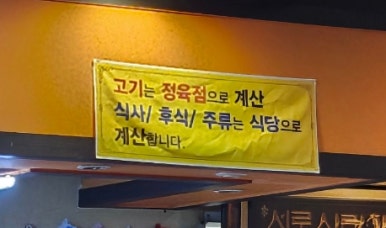 고기는 정육점으로 계산
식사/ 후식/ 주류는 식당으로
계산합니다.